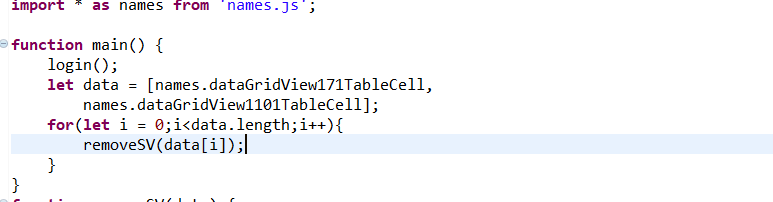 import * as names from 'names.js';
function main() {
login();
let data = [names.dataGridView171TableCell,
names.dataGridView1101TableCell];
for(let i = 0;i<data.length;i++){
removeSV(data[i]);
}
}